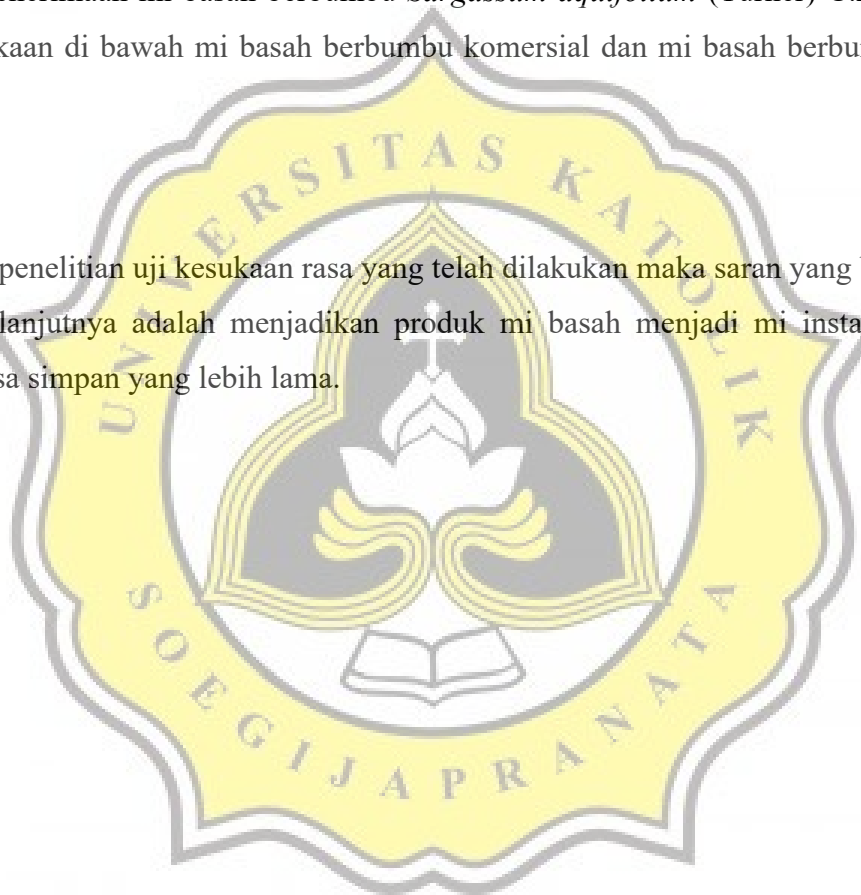 mi basah berbumbu Sargassum aquifolium (Turner)
kaan di bawah mi basah berbumbu komersial dan mi basah berbu
UNIVERSITAS KATOLIK
penelitian uji kesukaan rasa yang telah dilakukan maka saran yang
lanjutnya adalah menjadikan produk mi basah menjadi mi insta
sa simpan yang lebih lama.
SOEGIJAPRANATA